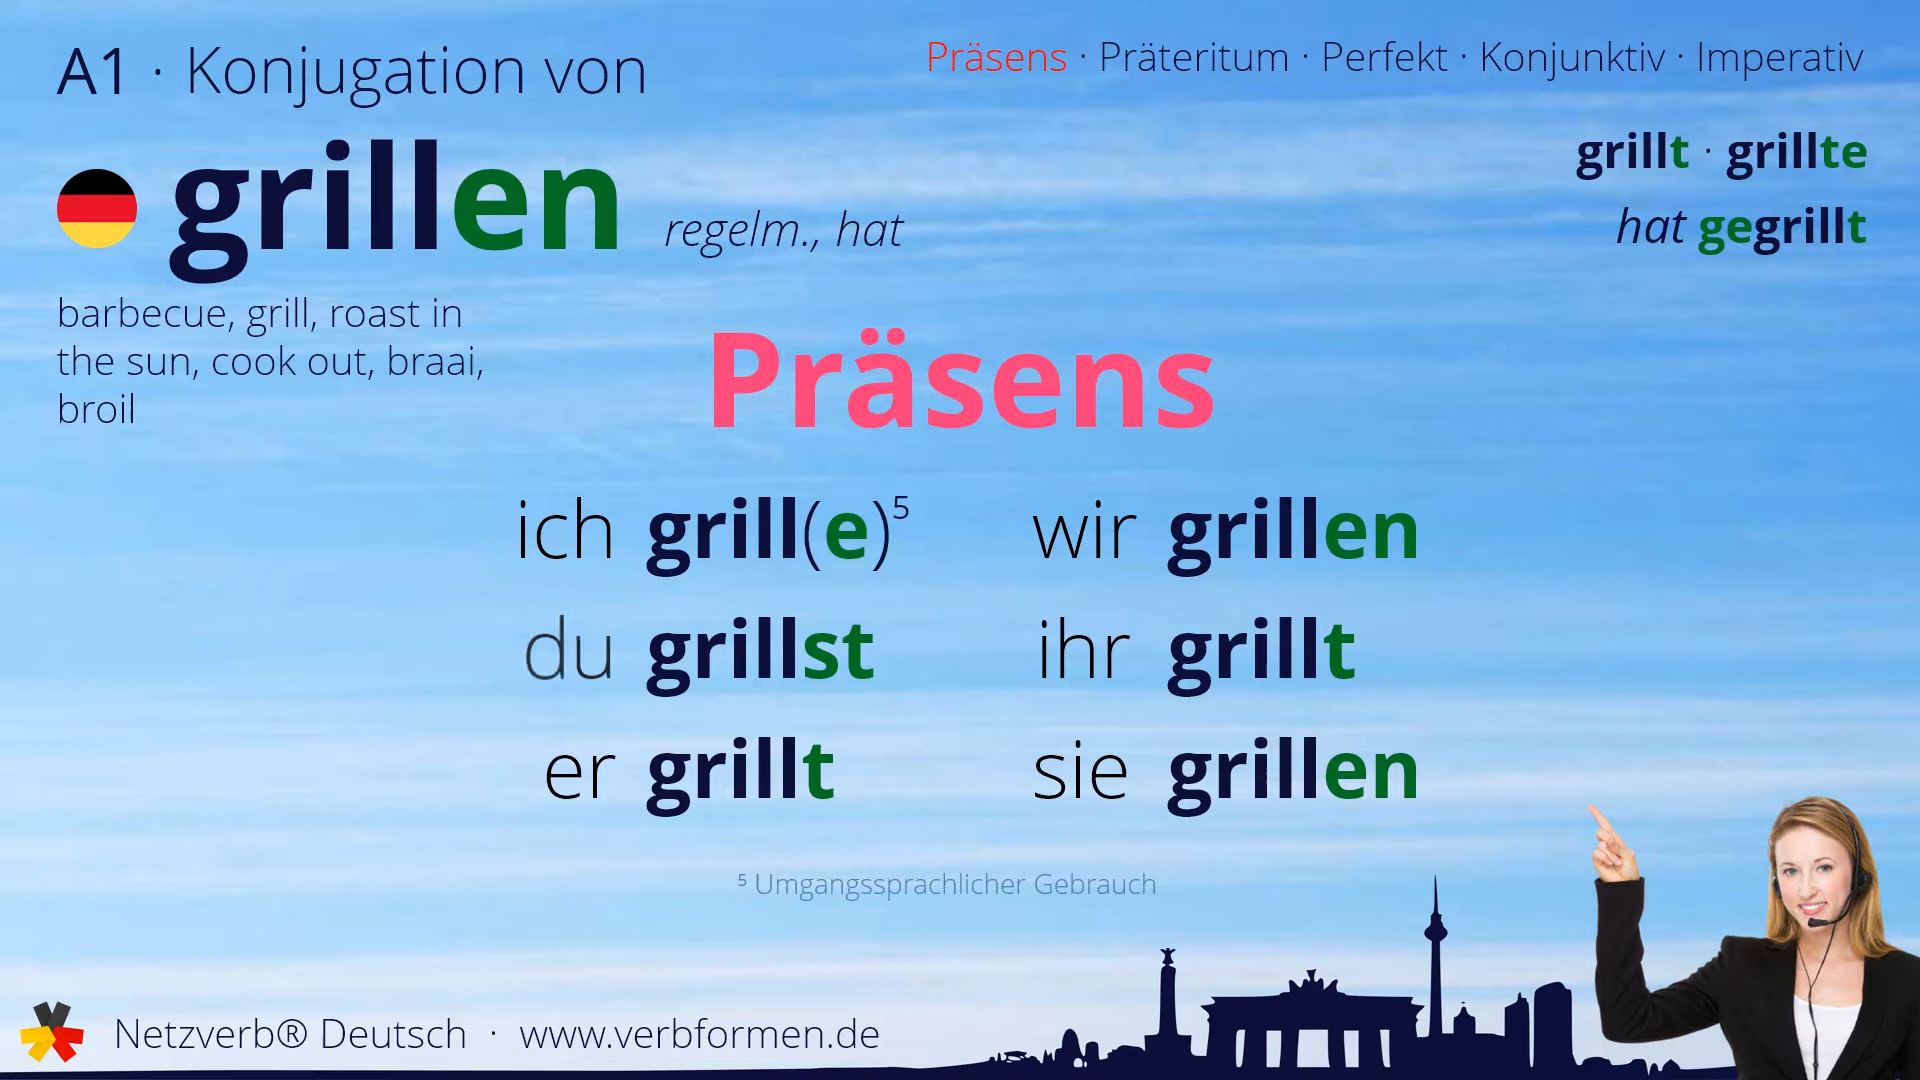 A1 · Konjugation von
Präsens · Präteritum · Perfekt · Konjunktiv · Imperativ
grillen regelm., hat
grillt · grillte
hat gegrillt
barbecue, grill, roast in
the sun, cook out, braai,
broil
Präsens
ich grill(e)⁵ wir grillen
du grillst ihr grillt
er grillt sie grillen
⁵ Umgangssprachlicher Gebrauch
Netzverb® Deutsch · www.verbformen.de